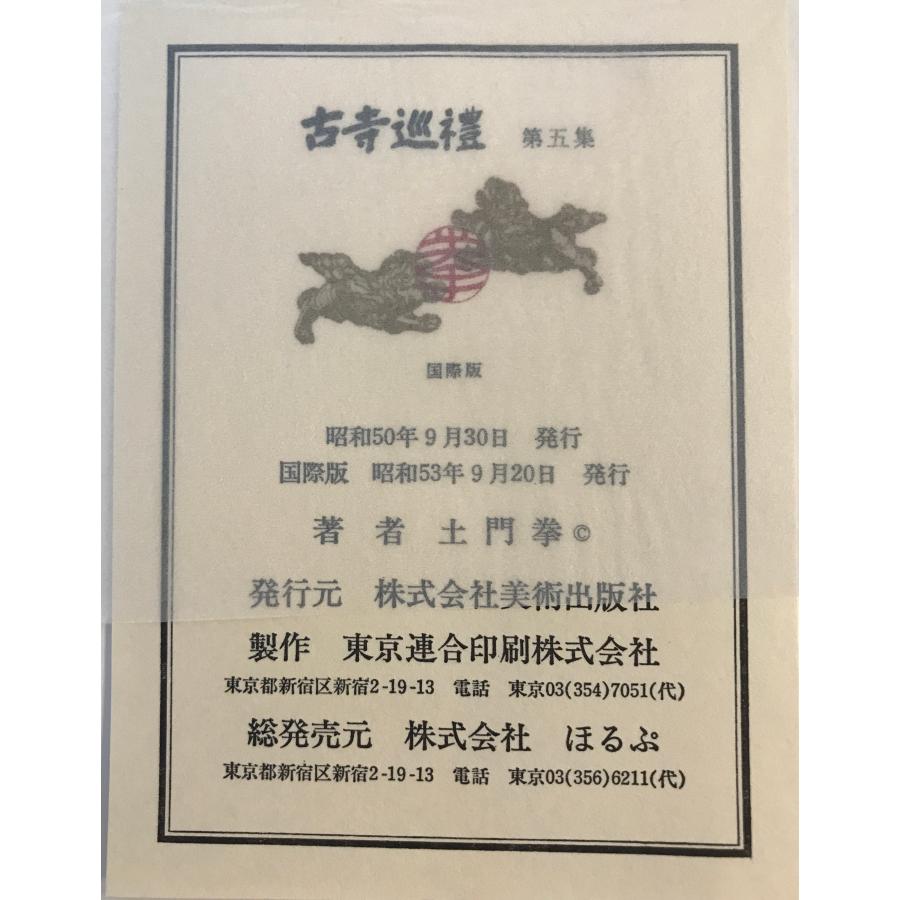 古寺巡禮 第五集
国際版
昭和50年9月30日 発行
国際版 昭和53年9月20日 発行
著者 土門拳©
発行元 株式会社美術出版社
製作 東京連合印刷株式会社
東京都新宿区新宿2-19-13 電話 東京03(354)7051(代)
総発売元 株式会社 ほるぷ
東京都新宿区新宿2-19-13 電話 東京03(356)6211(代)